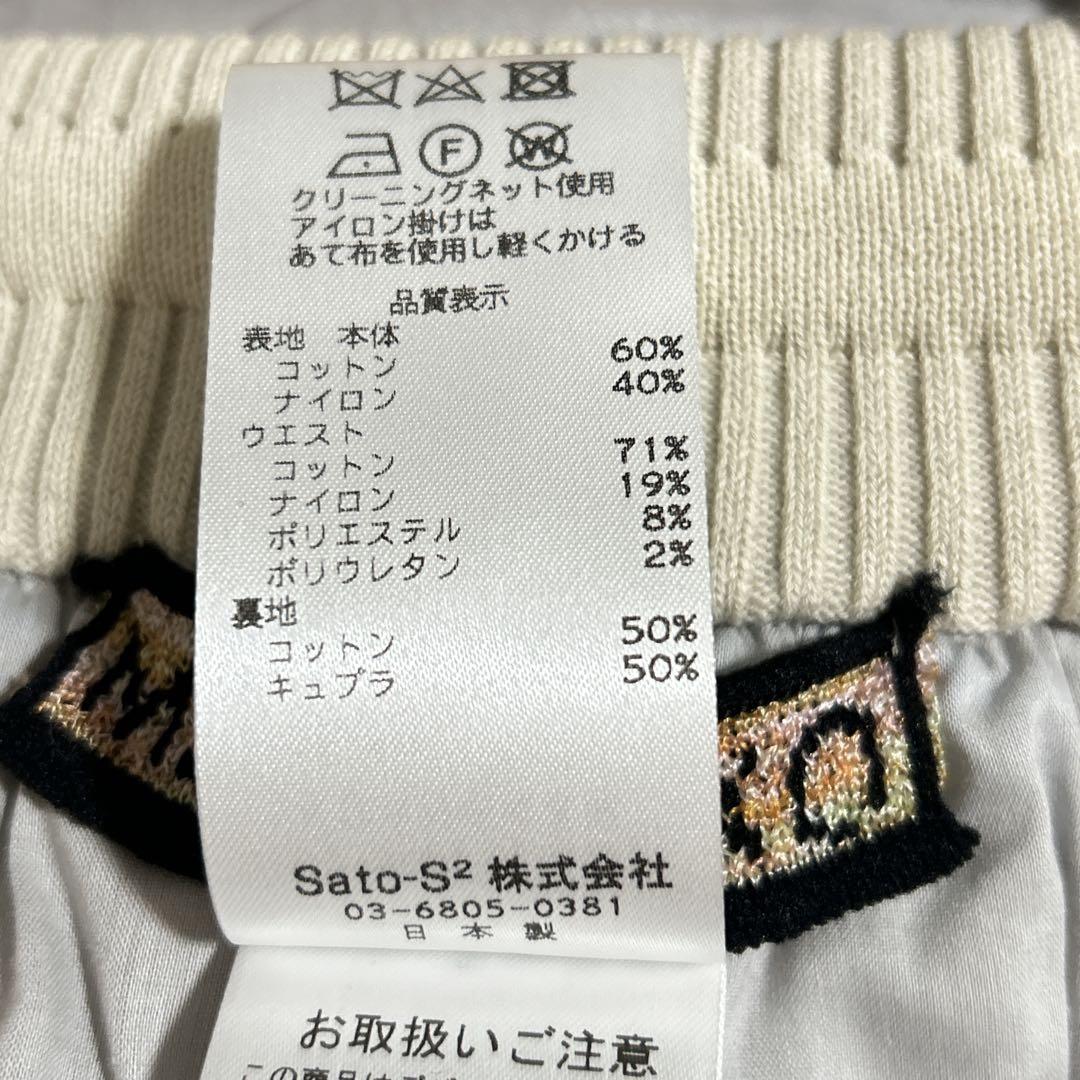 F W
クリーニングネット使用
アイロン掛けは
あて布を使用し軽くかける
品質表示
表地 本体
コットン 60%
ナイロン 40%
ウエスト
コットン 71%
ナイロン 19%
ポリエステル 8%
ポリウレタン 2%
裏地
コットン 50%
キュプラ 50%
Sato-S² 株式会社
03-6805-0381
日本製
お取扱いご注意
この商品は